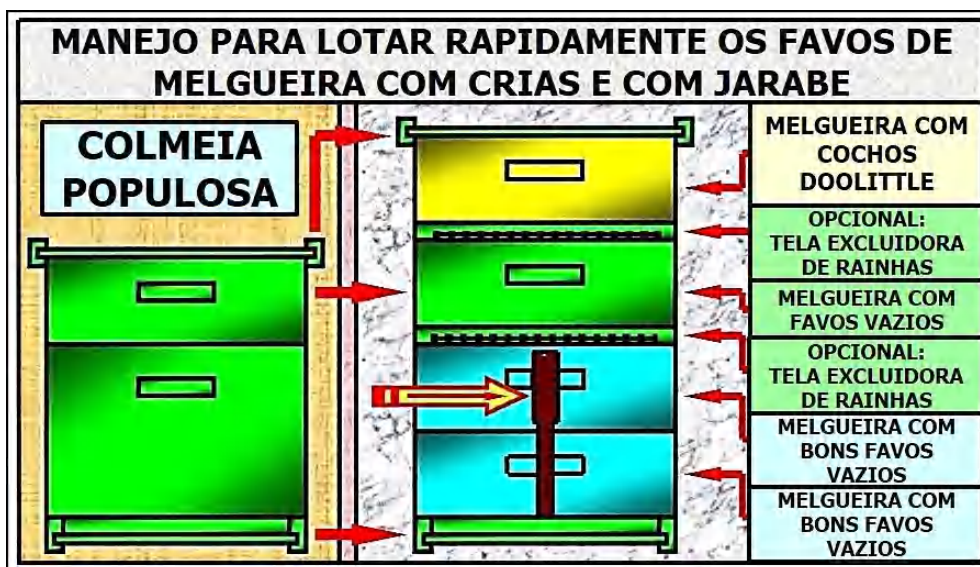 MANEJO PARA LOTAR RAPIDAMENTE OS FAVOS DE
MELGUEIRA COM CRIAS E COM JARABE
COLMEIA
POPULOSA
MELGUEIRA COM
COCHOS
DOOLITTLE
OPCIONAL:
TELA EXCLUIDORA
DE RAINHAS
MELGUEIRA COM
FAVOS VAZIOS
OPCIONAL:
TELA EXCLUIDORA
DE RAINHAS
MELGUEIRA COM
BONS FAVOS
VAZIOS
MELGUEIRA COM
BONS FAVOS
VAZIOS